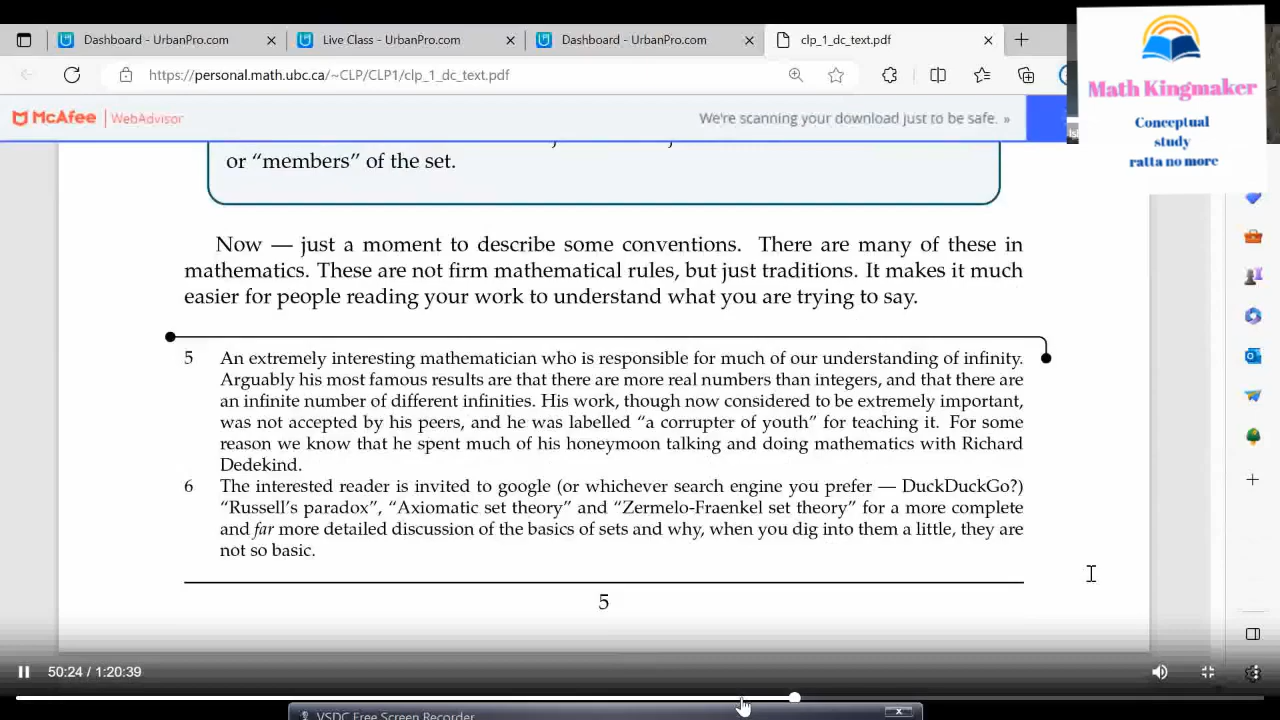 Dashboard - UrbanPro.com
Live Class - UrbanPro.com
Dashboard - UrbanPro.com
clp_1_dc_text.pdf
https://personal.math.ubc.ca/~CLP/CLP1/clp_1_dc_text.pdf
McAfee | WebAdvisor
We're scanning your download just to be safe. »
Math Kingmaker
Conceptual
study
ratta no more
or “members” of the set.
Now — just a moment to describe some conventions. There are many of these in
mathematics. These are not firm mathematical rules, but just traditions. It makes it much
easier for people reading your work to understand what you are trying to say.
5 An extremely interesting mathematician who is responsible for much of our understanding of infinity.
Arguably his most famous results are that there are more real numbers than integers, and that there are
an infinite number of different infinities. His work, though now considered to be extremely important,
was not accepted by his peers, and he was labelled “a corrupter of youth” for teaching it. For some
reason we know that he spent much of his honeymoon talking and doing mathematics with Richard
Dedekind.
6 The interested reader is invited to google (or whichever search engine you prefer — DuckDuckGo?)
“Russell’s paradox”, “Axiomatic set theory” and “Zermelo-Fraenkel set theory” for a more complete
and far more detailed discussion of the basics of sets and why, when you dig into them a little, they are
not so basic.
5
50:24 / 1:20:39
VSDC Free Screen Recorder